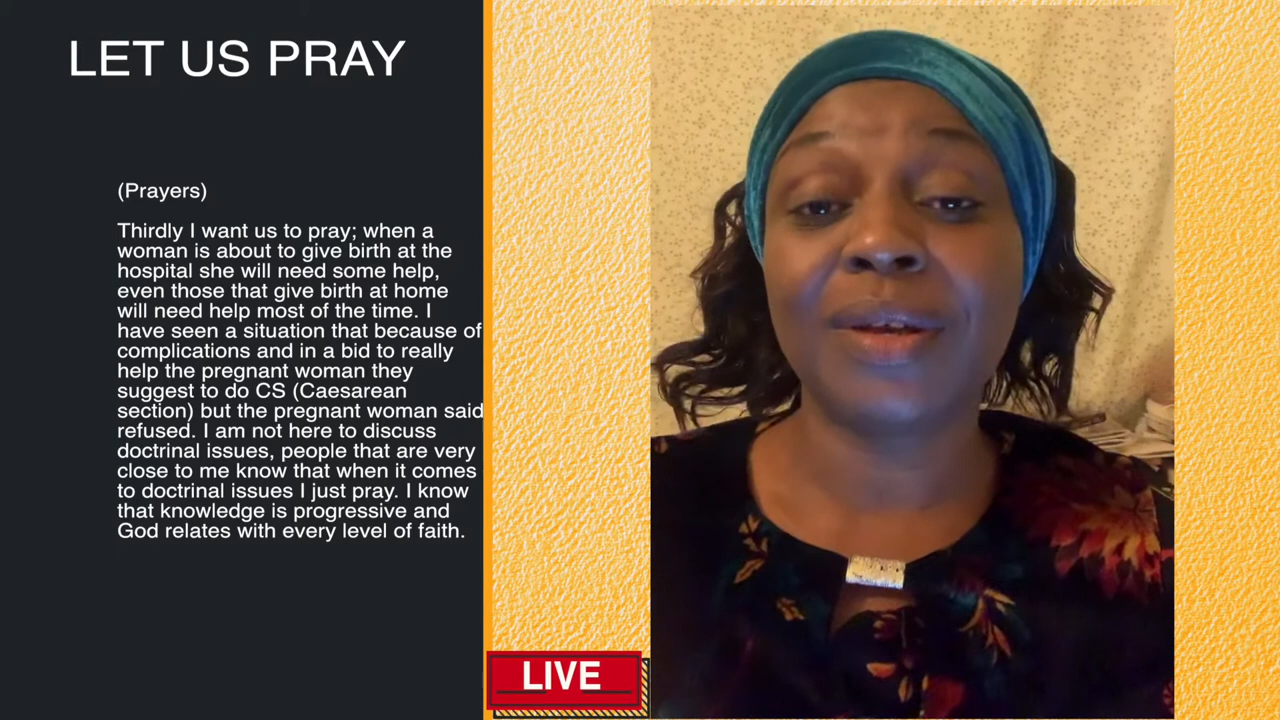 LET US PRAY
(Prayers)
Thirdly I want us to pray; when a
woman is about to give birth at the
hospital she will need some help,
even those that give birth at home
will need help most of the time. I
have seen a situation that because of
complications and in a bid to really
help the pregnant woman they
suggest to do CS (Caesarean
section) but the pregnant woman said
refused. I am not here to discuss
doctrinal issues, people that are very
close to me know that when it comes
to doctrinal issues I just pray. I know
that knowledge is progressive and
God relates with every level of faith.
LIVE